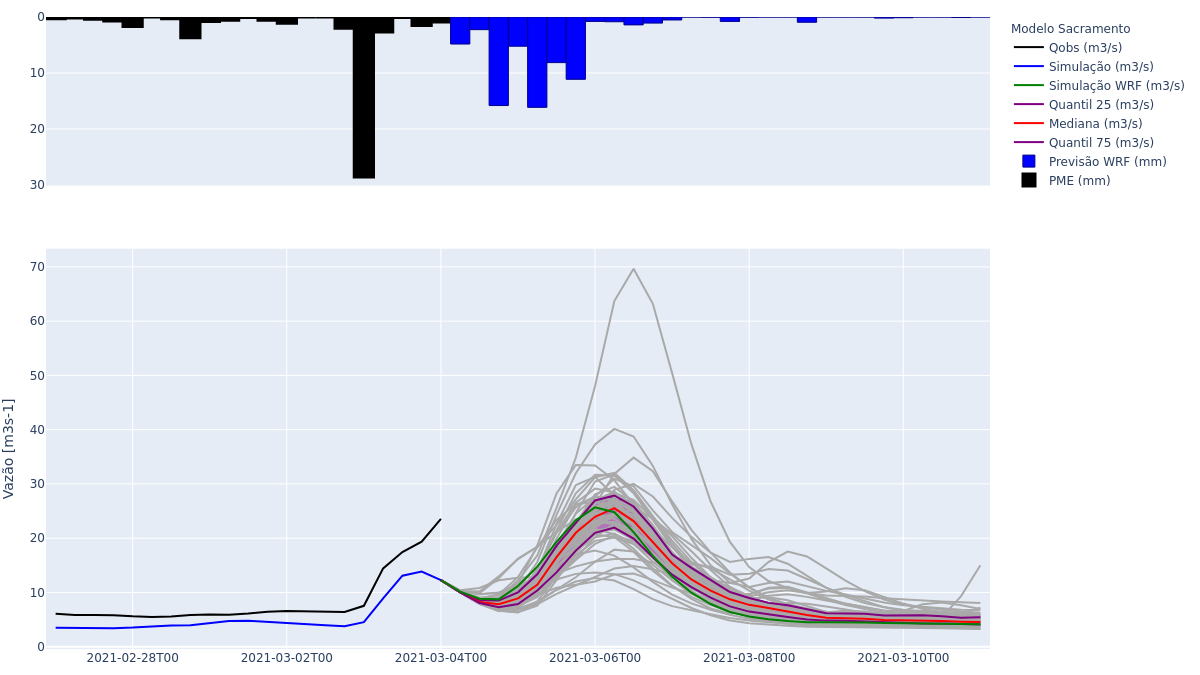 0
10
20
30
Modelo Sacramento
Qobs (m3/s)
Simulação (m3/s)
Simulação WRF (m3/s)
Quantil 25 (m3/s)
Mediana (m3/s)
Quantil 75 (m3/s)
Previsão WRF (mm)
PME (mm)
Vazão [m3s-1]
70
60
50
40
30
20
10
0
2021-02-28T00
2021-03-02T00
2021-03-04T00
2021-03-06T00
2021-03-08T00
2021-03-10T00